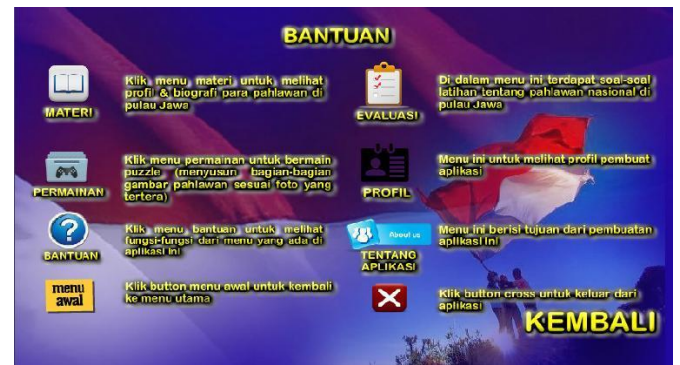 BANTUAN
MATERI
Klik menu materi untuk melihat
profil & biografi para pahlawan di
pulau Jawa
PERMAINAN
Klik menu permainan untuk bermain
puzzle (menyusun bagian-bagian
gambar pahlawan sesuai foto yang
tertera)
BANTUAN
Klik menu bantuan untuk melihat
fungsi-fungsi dari menu yang ada di
aplikasi ini
menu
awal
Klik button menu awal untuk kembali
ke menu utama
EVALUASI
Di dalam menu ini terdapat soal-soal
latihan tentang pahlawan nasional di
pulau Jawa
PROFIL
Menu ini untuk melihat profil pembuat
aplikasi
About us
TENTANG
APLIKASI
Menu ini berisi tujuan dari pembuatan
aplikasi ini
Klik button cross untuk keluar dari
aplikasi
KEMBALI